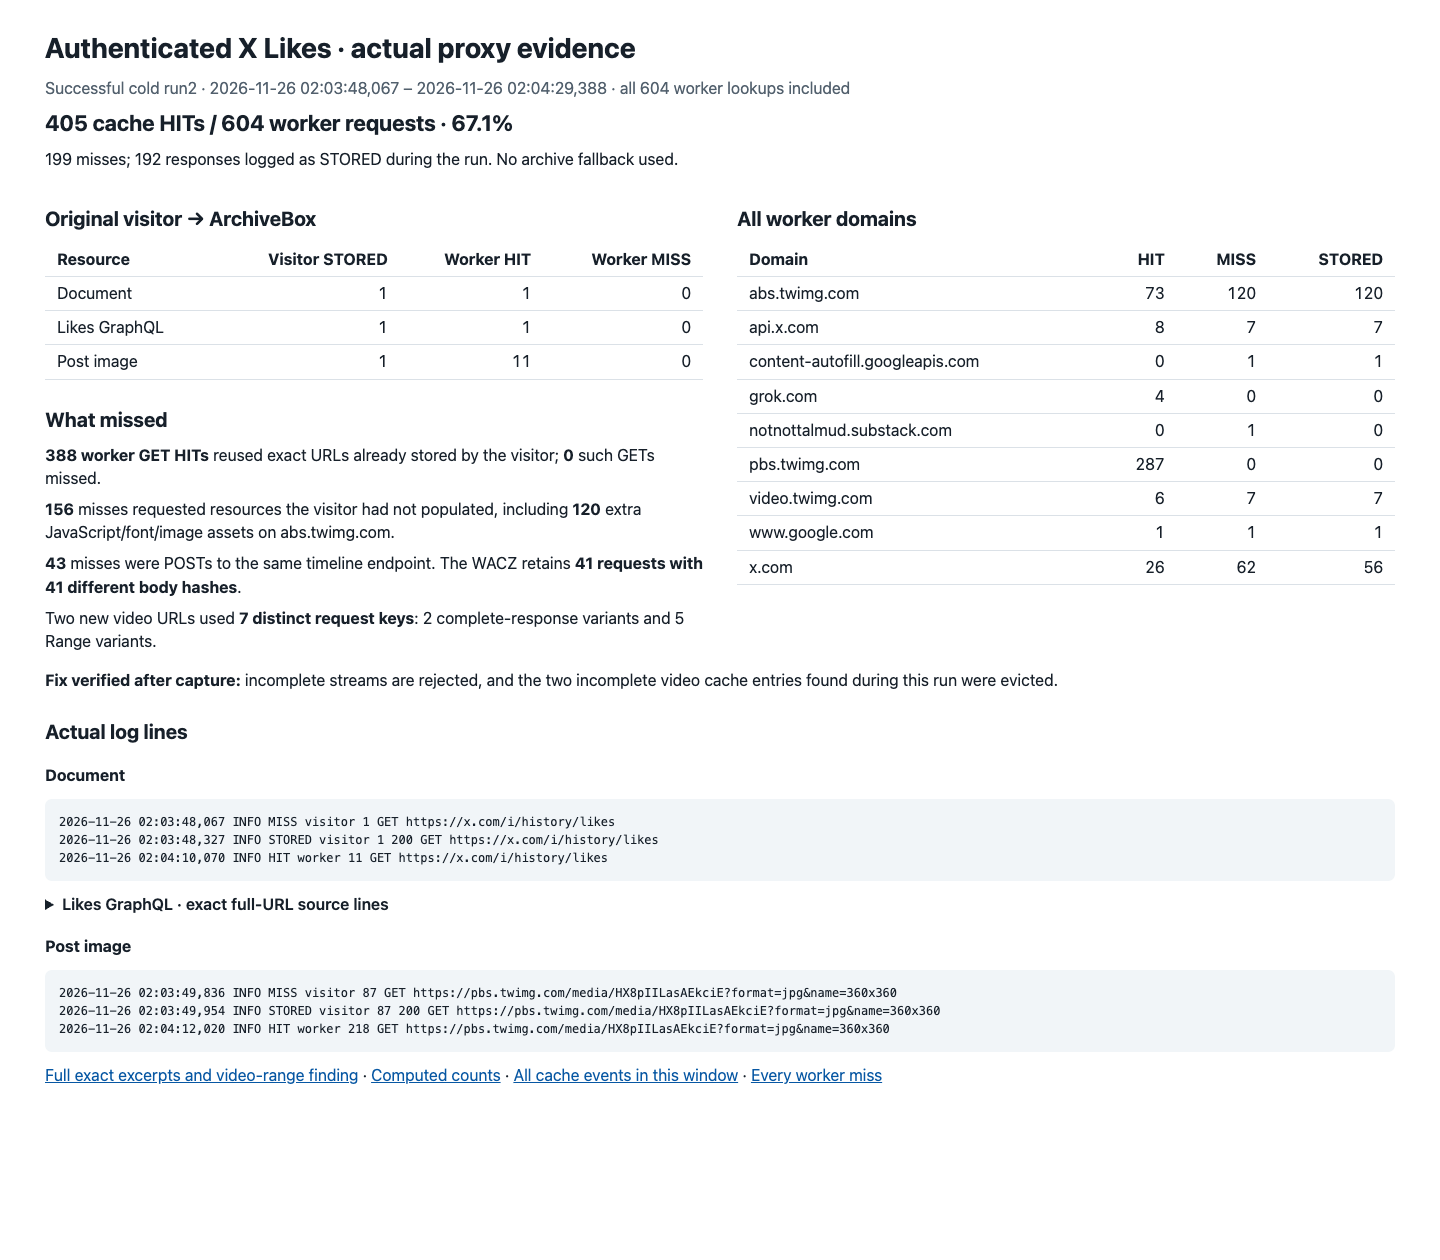 Authenticated X Likes · actual proxy evidence
Successful cold run2 · 2026-11-26 02:03:48,067 – 2026-11-26 02:04:29,388 · all 604 worker lookups included
405 cache HITs / 604 worker requests · 67.1%
199 misses; 192 responses logged as STORED during the run. No archive fallback used.
Original visitor → ArchiveBox
Resource Visitor STORED Worker HIT Worker MISS
Document 1 1 0
Likes GraphQL 1 1 0
Post image 1 11 0
What missed
388 worker GET HITs reused exact URLs already stored by the visitor; 0 such GETs
missed.
156 misses requested resources the visitor had not populated, including 120 extra
JavaScript/font/image assets on abs.twimg.com.
43 misses were POSTs to the same timeline endpoint. The WACZ retains 41 requests with
41 different body hashes.
Two new video URLs used 7 distinct request keys: 2 complete-response variants and 5
Range variants.
All worker domains
Domain HIT MISS STORED
abs.twimg.com 73 120 120
api.x.com 8 7 7
content-autofill.googleapis.com 0 1 1
grok.com 4 0 0
notnottalmud.substack.com 0 1 0
pbs.twimg.com 287 0 0
video.twimg.com 6 7 7
www.google.com 1 1 1
x.com 26 62 56
Fix verified after capture: incomplete streams are rejected, and the two incomplete video cache entries found during this run were evicted.
Actual log lines
Document
2026-11-26 02:03:48,067 INFO MISS visitor 1 GET https://x.com/i/history/likes
2026-11-26 02:03:48,327 INFO STORED visitor 1 200 GET https://x.com/i/history/likes
2026-11-26 02:04:10,070 INFO HIT worker 11 GET https://x.com/i/history/likes
▶ Likes GraphQL · exact full-URL source lines
Post image
2026-11-26 02:03:49,836 INFO MISS visitor 87 GET https://pbs.twimg.com/media/HX8pIILasAEkciE?format=jpg&name=360x360
2026-11-26 02:03:49,954 INFO STORED visitor 87 200 GET https://pbs.twimg.com/media/HX8pIILasAEkciE?format=jpg&name=360x360
2026-11-26 02:04:12,020 INFO HIT worker 218 GET https://pbs.twimg.com/media/HX8pIILasAEkciE?format=jpg&name=360x360
Full exact excerpts and video-range finding · Computed counts · All cache events in this window · Every worker miss